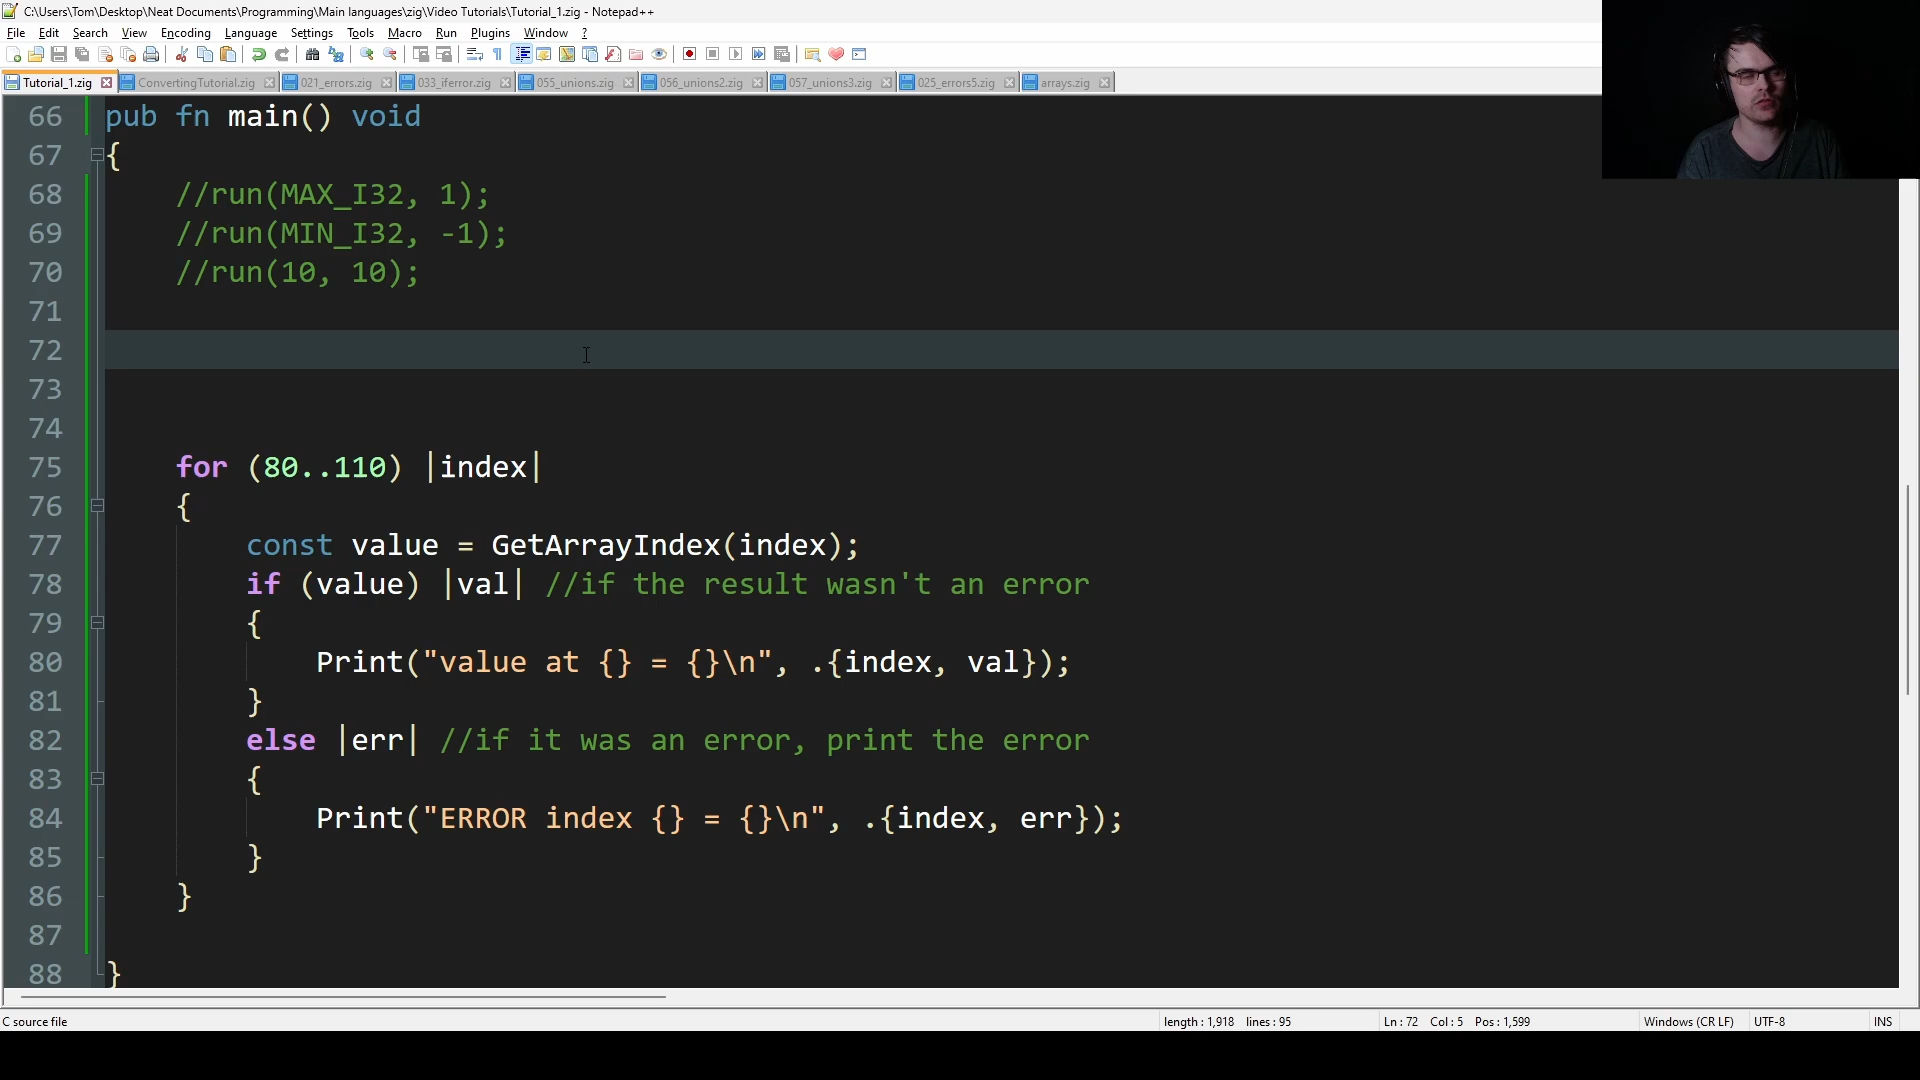 C:\Users\Tom\Desktop\Neat Documents\Programming\Main languages\zig\Video Tutorials\Tutorial_1.zig - Notepad++
File Edit Search View Encoding Language Settings Tools Macro Run Plugins Window ?
Tutorial_1.zig ConvertingTutorial.zig 021_errors.zig 033_iferror.zig 055_unions.zig 056_unions2.zig 057_unions3.zig 025_errors5.zig arrays.zig
66 pub fn main() void
67 {
68 //run(MAX_I32, 1);
69 //run(MIN_I32, -1);
70 //run(10, 10);
71
72
73
74
75 for (80..110) |index|
76 {
77 const value = GetArrayIndex(index);
78 if (value) |val| //if the result wasn't an error
79 {
80 Print("value at {} = {}\n", .{index, val});
81 }
82 else |err| //if it was an error, print the error
83 {
84 Print("ERROR index {} = {}\n", .{index, err});
85 }
86 }
87
88 }
C source file length : 1,918 lines : 95 Ln : 72 Col : 5 Pos : 1,599 Windows (CR LF) UTF-8 INS